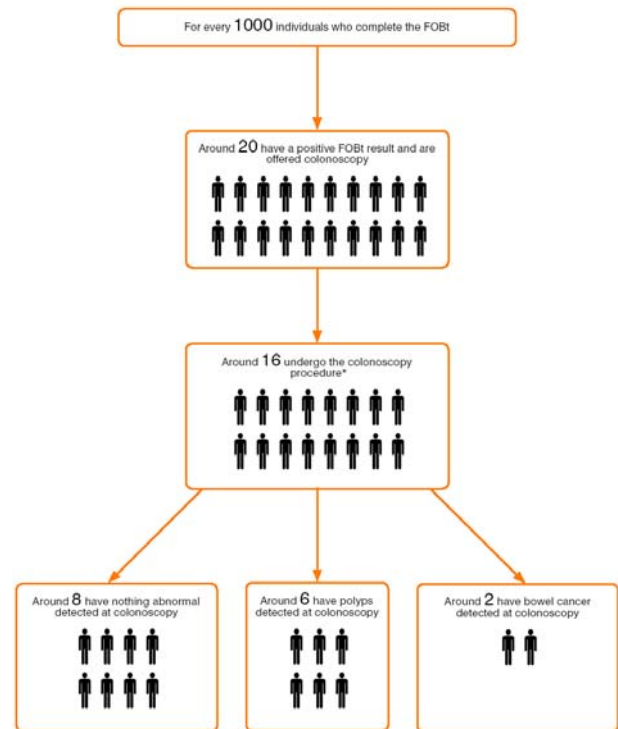 For every 1000 individuals who complete the FOBt
Around 20 have a positive FOBt result and are
offered colonoscopy
Around 16 undergo the colonoscopy
procedure*
Around 8 have nothing abnormal
detected at colonoscopy
Around 6 have polyps
detected at colonoscopy
Around 2 have bowel cancer
detected at colonoscopy